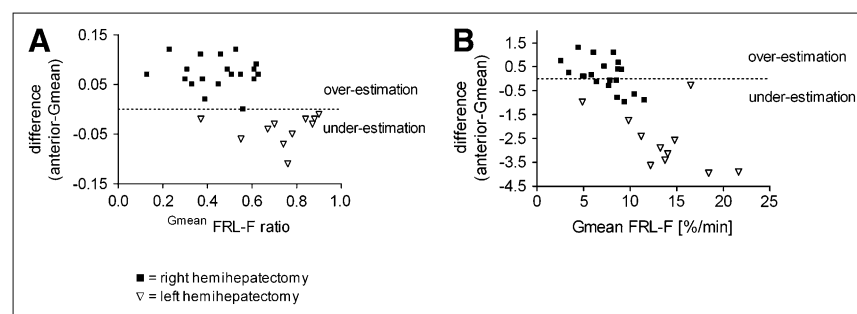 A
0.15
0.05
-0.05
-0.15
difference
(anterior-Gmean)
over-estimation
under-estimation
0.0 0.2 0.4 0.6 0.8 1.0
Gmean FRL-F ratio
B
1.5
0.5
-0.5
-1.5
-2.5
-3.5
-4.5
difference
(anterior-Gmean)
over-estimation
under-estimation
0 5 10 15 20 25
Gmean FRL-F [%/min]
■ = right hemihepatectomy
▽ = left hemihepatectomy